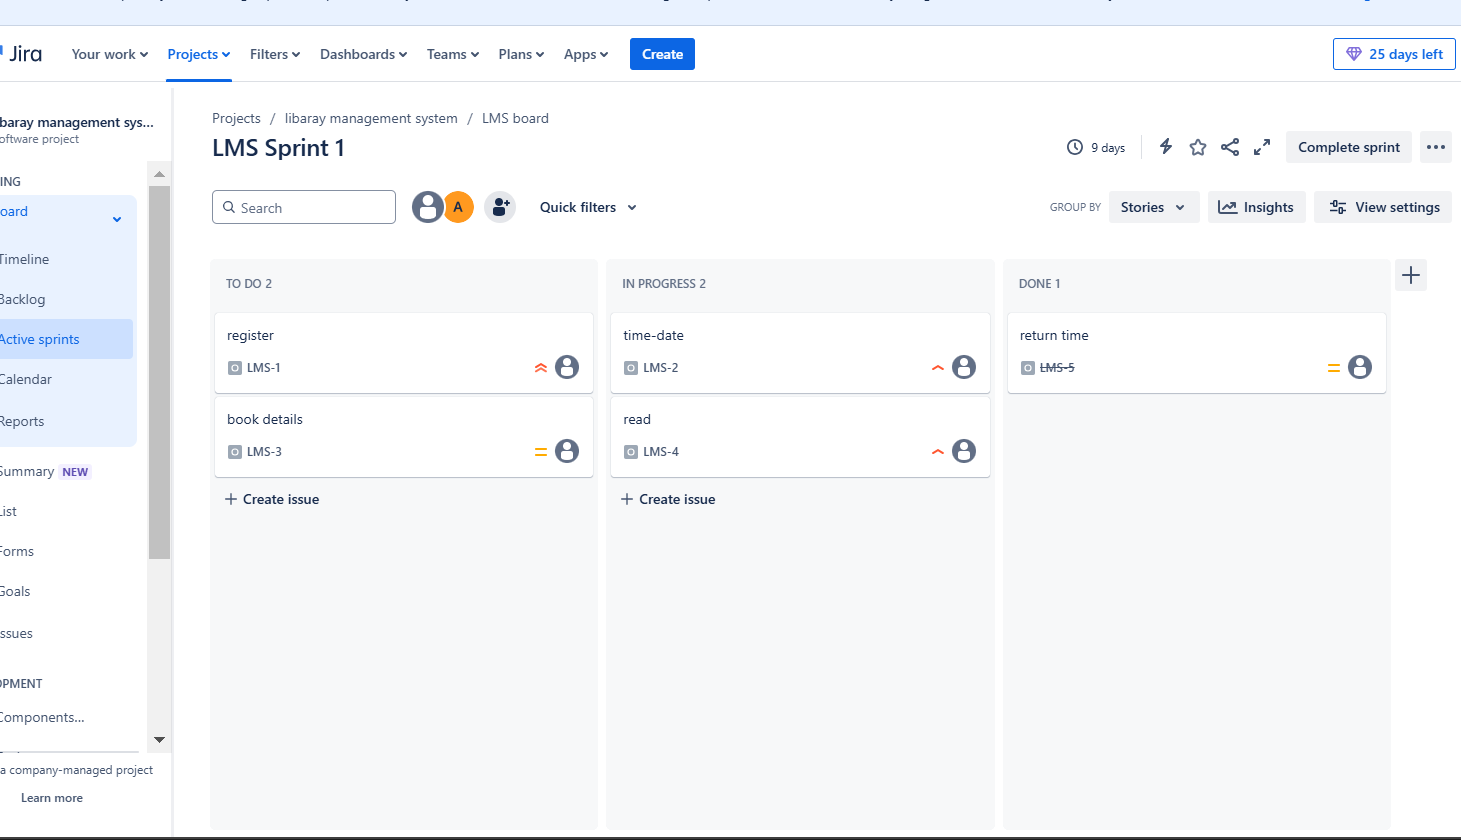 Jira Your work Projects Filters Dashboards Teams Plans Apps Create 25 days left
baray management sys...
oftware project
ING
oard
Timeline
Backlog
Active sprints
Calendar
Reports
Summary NEW
List
Forms
Goals
ssues
OPMENT
Components...
a company-managed project
Learn more
Projects / libaray management system / LMS board
LMS Sprint 1
9 days Complete sprint
Search A Quick filters GROUP BY Stories Insights View settings
TO DO 2
register
LMS-1
book details
LMS-3
Create issue
IN PROGRESS 2
time-date
LMS-2
read
LMS-4
Create issue
DONE 1
return time
LMS-5